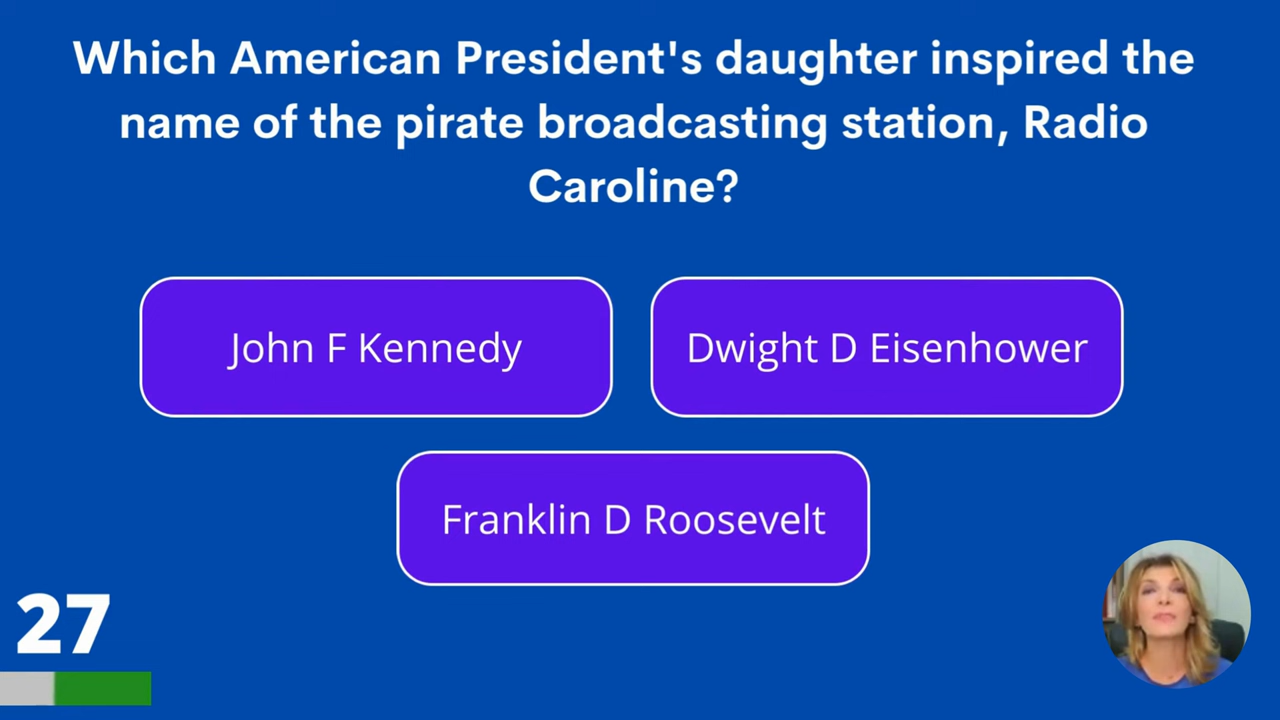 Which American President's daughter inspired the
name of the pirate broadcasting station, Radio
Caroline?
John F Kennedy
Dwight D Eisenhower
Franklin D Roosevelt
27